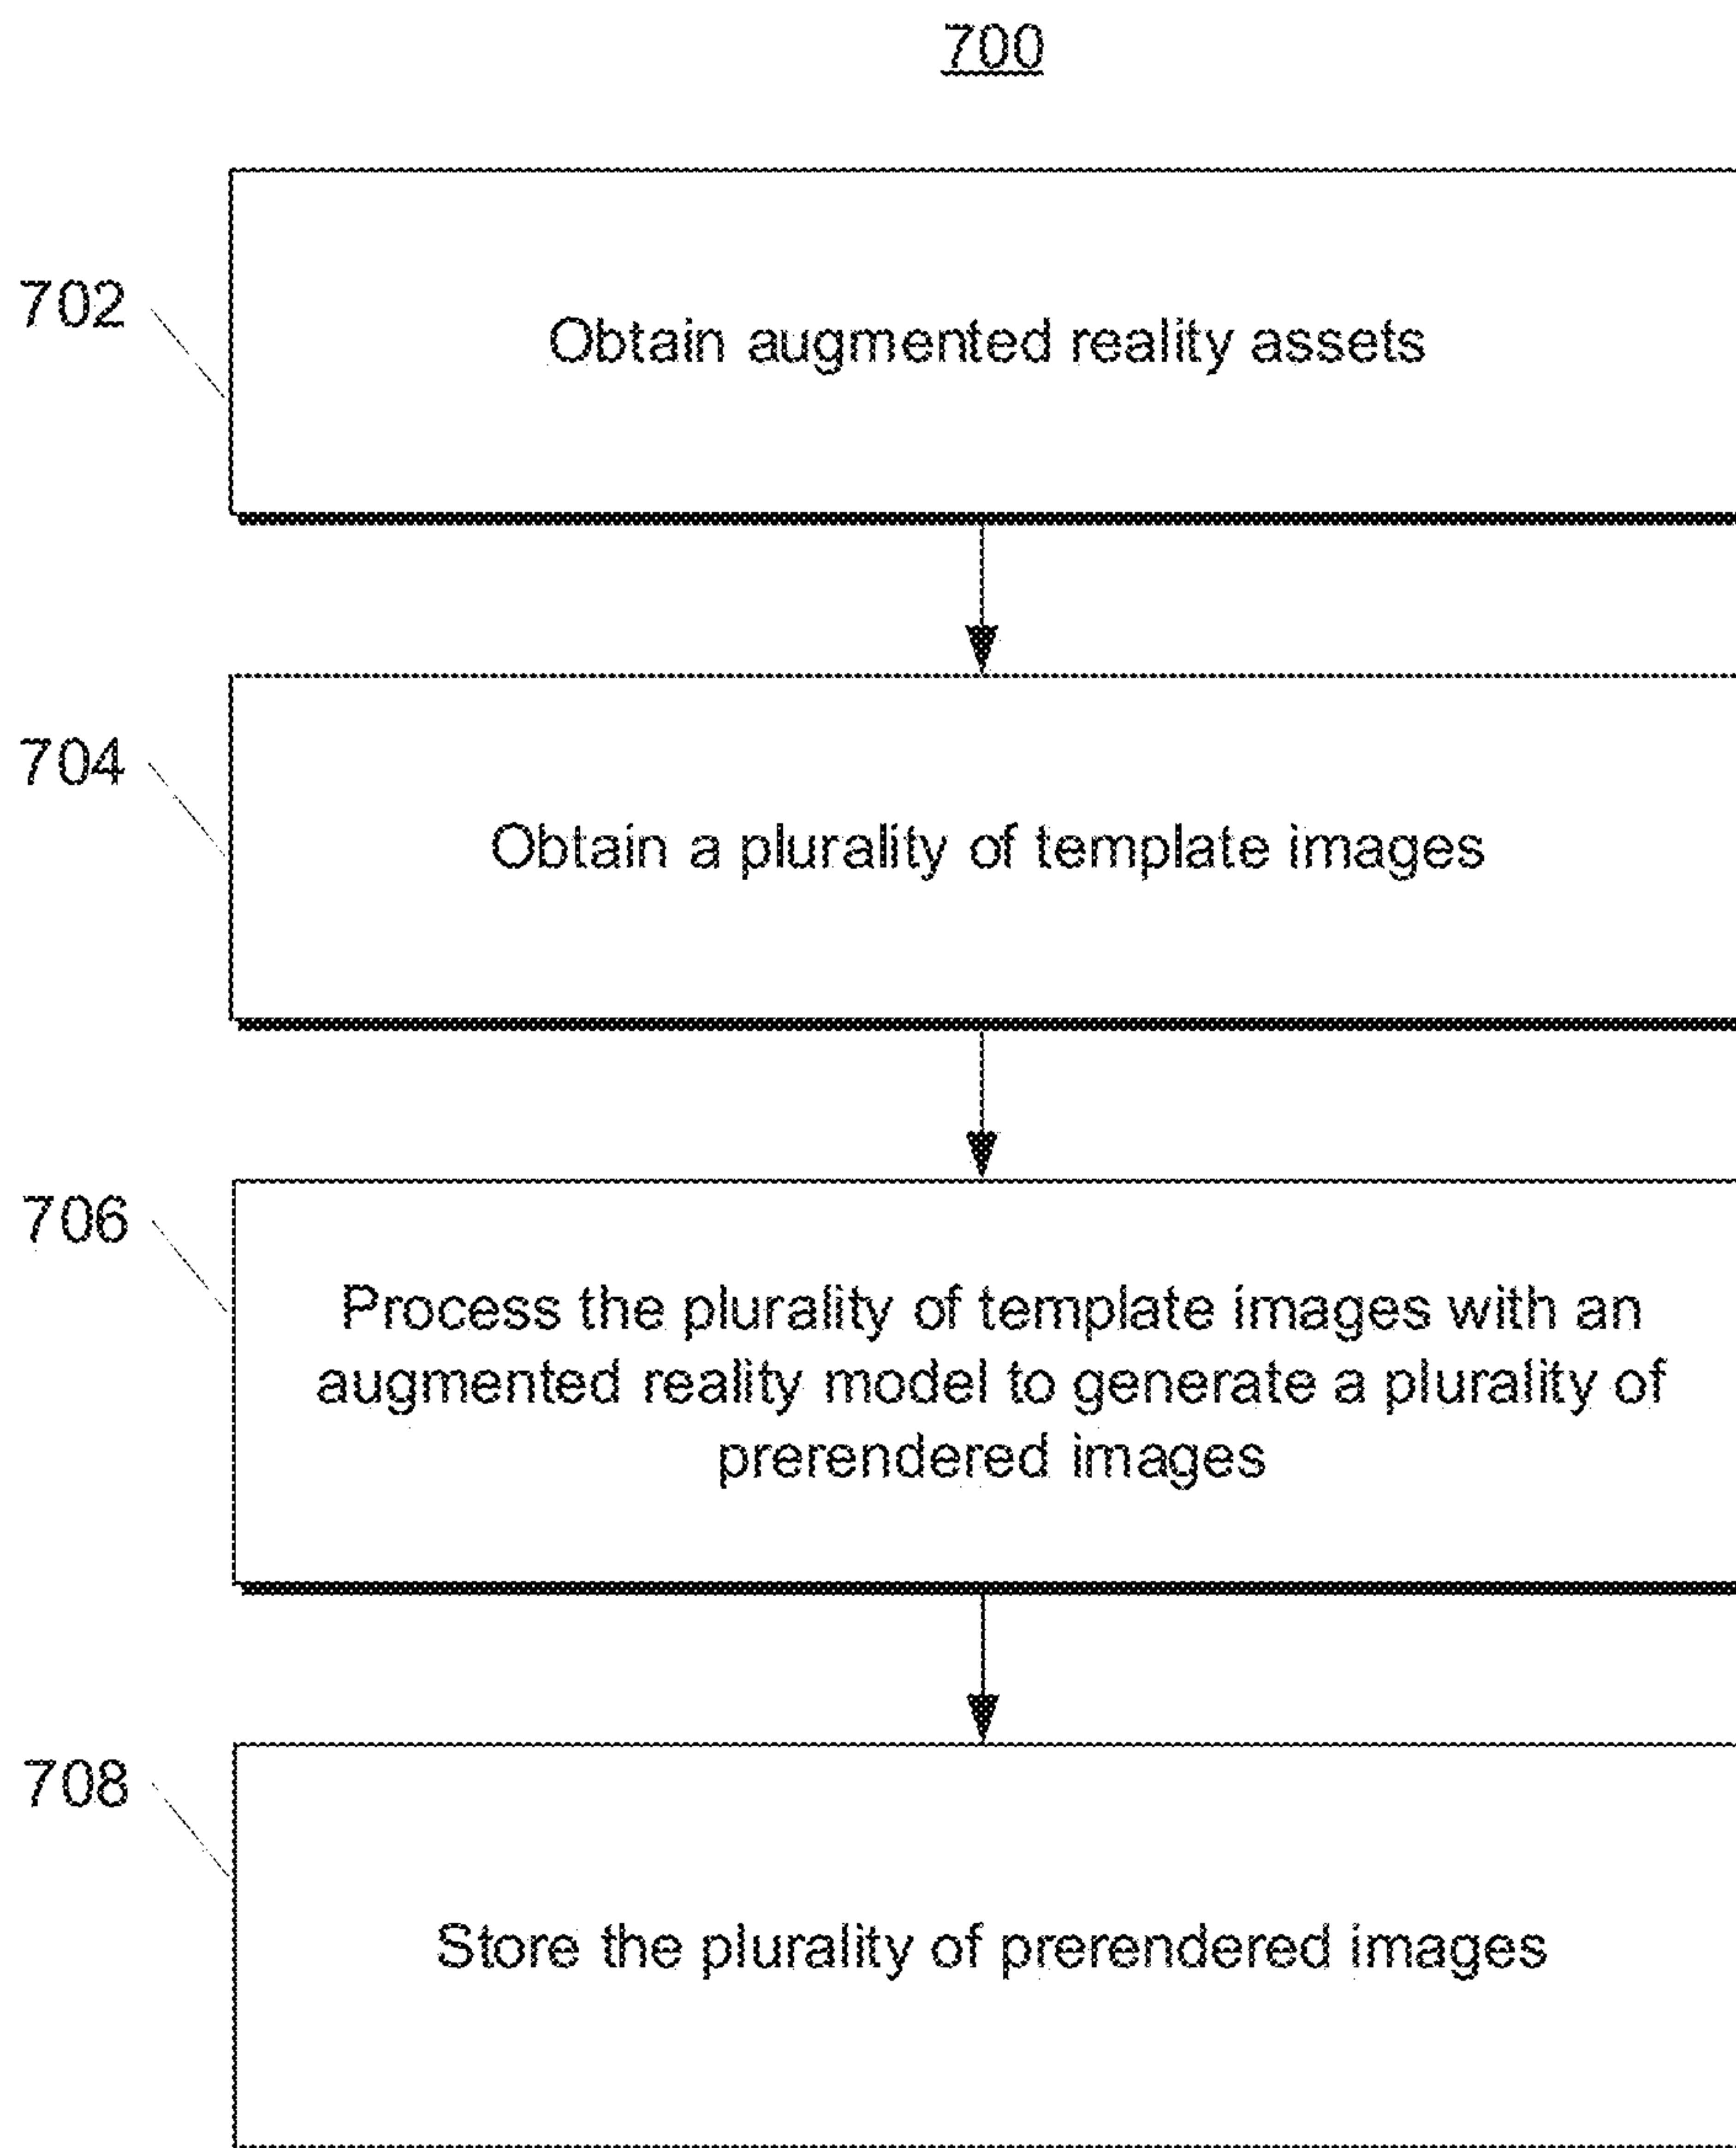 700
702
Obtain augmented reality assets
704
Obtain a plurality of template images
706
Process the plurality of template images with an
augmented reality model to generate a plurality of
prerendered images
708
Store the plurality of prerendered images